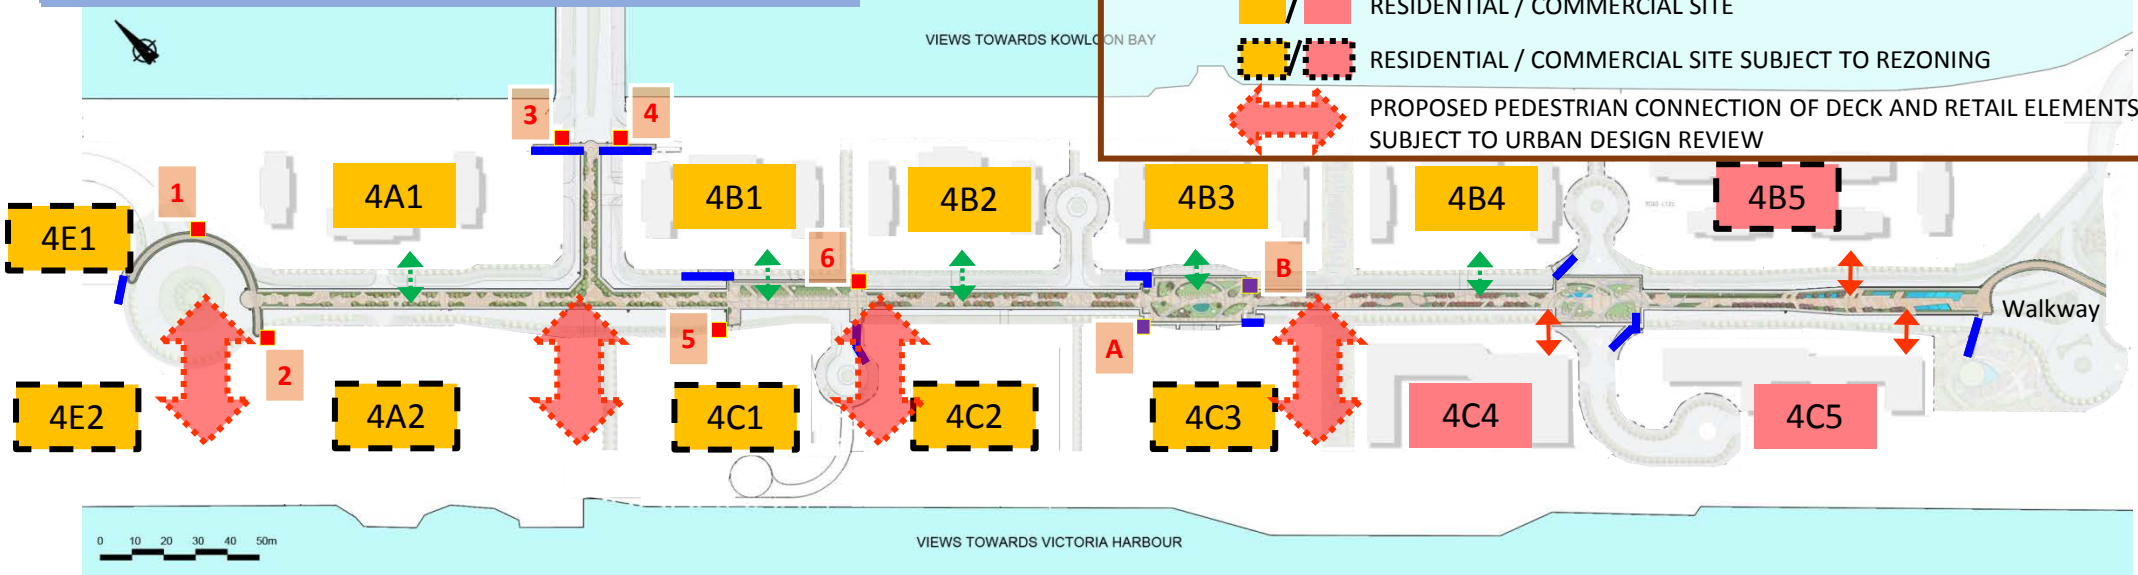 RESIDENTIAL / COMMERCIAL SITE
VIEWS TOWARDS KOWLOON BAY
RESIDENTIAL / COMMERCIAL SITE SUBJECT TO REZONING
PROPOSED PEDESTRIAN CONNECTION OF DECK AND RETAIL ELEMENTS
SUBJECT TO URBAN DESIGN REVIEW
3
4
1
4A1
4B1
4B2
4B3
4B4
4B5
4E1
6
B
Walkway
5
A
2
4E2
4A2
4C1
4C2
4C3
4C4
4C5
0 10 20 30 40 50m
VIEWS TOWARDS VICTORIA HARBOUR